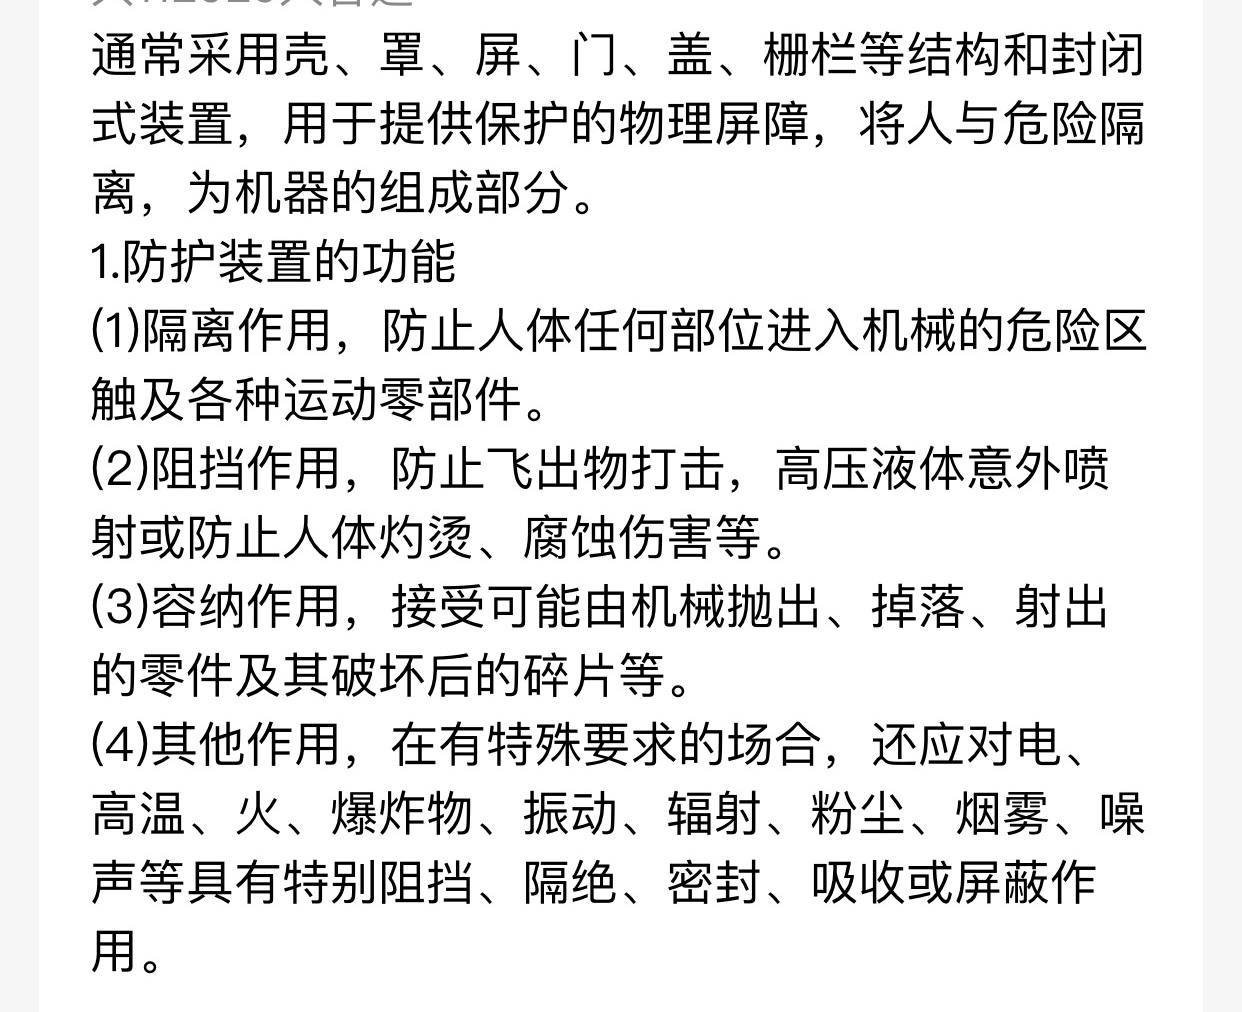 通常采用壳、罩、屏、门、盖、栅栏等结构和封闭
式装置，用于提供保护的物理屏障，将人与危险隔
离，为机器的组成部分。
1.防护装置的功能
(1)隔离作用，防止人体任何部位进入机械的危险区
触及各种运动零部件。
(2)阻挡作用，防止飞出物打击，高压液体意外喷
射或防止人体灼烫、腐蚀伤害等。
(3)容纳作用，接受可能由机械抛出、掉落、射出
的零件及其破坏后的碎片等。
(4)其他作用，在有特殊要求的场合，还应对电、
高温、火、爆炸物、振动、辐射、粉尘、烟雾、噪
声等具有特别阻挡、隔绝、密封、吸收或屏蔽作
用。